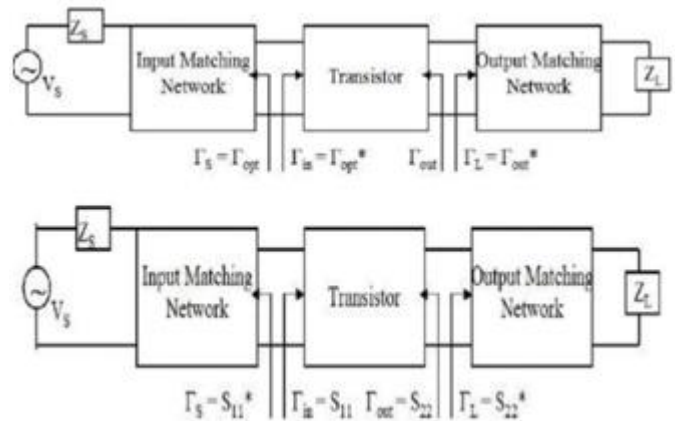 Z_S
V_S
Input Matching
Network
Transistor
Output Matching
Network
Z_L
Γ_S = Γ_opt
Γ_in = Γ_opt*
Γ_out
Γ_L = Γ_out*
Z_S
V_S
Input Matching
Network
Transistor
Output Matching
Network
Z_L
Γ_S = S_11*
Γ_in = S_11
Γ_out = S_22
Γ_L = S_22*